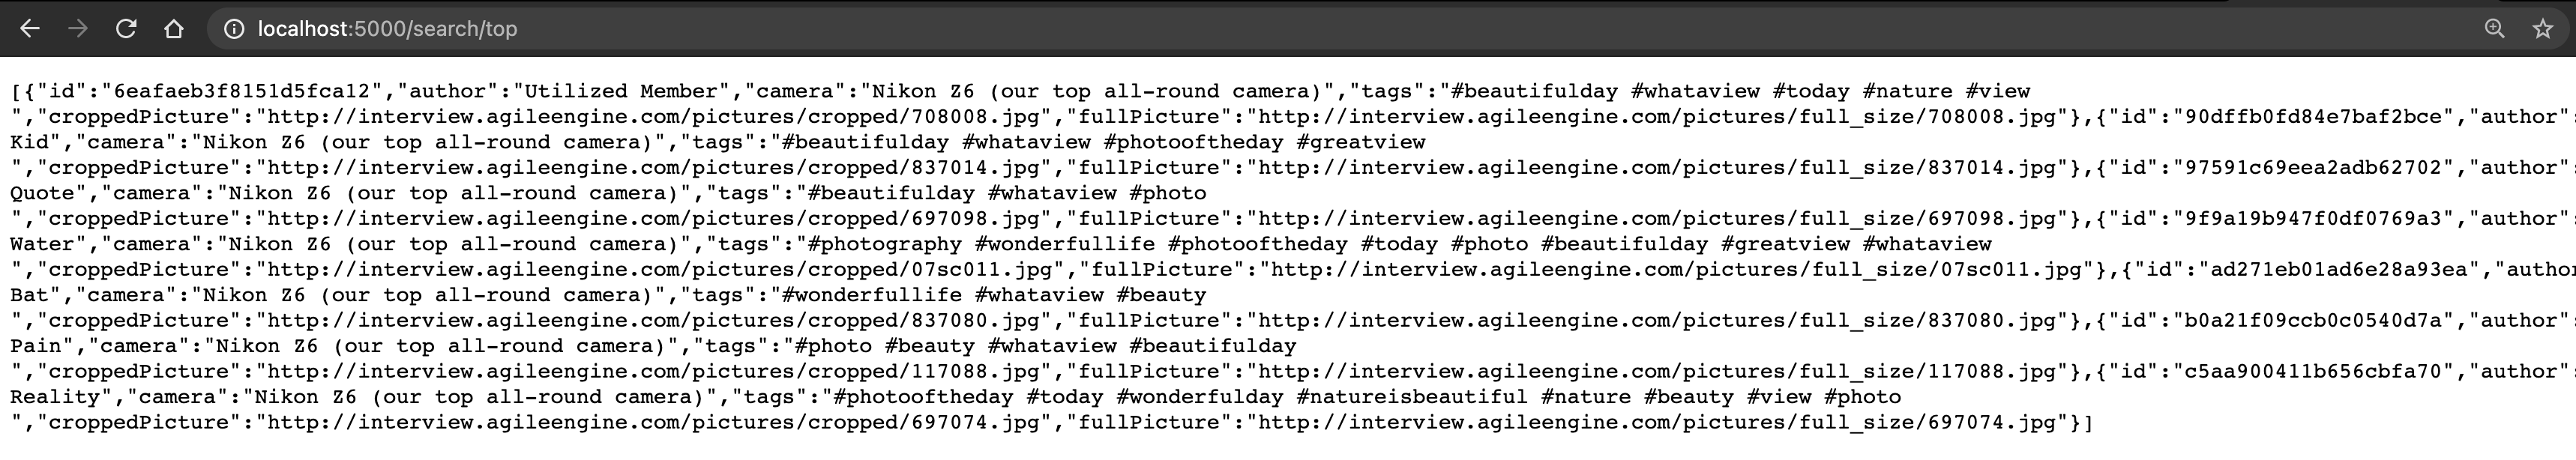 localhost:5000/search/top
[{"id":"6eafaeb3f8151d5fca12","author":"Utilized Member","camera":"Nikon Z6 (our top all-round camera)","tags":"#beautifulday #whataview #today #nature #view
","croppedPicture":"http://interview.agileengine.com/pictures/cropped/708008.jpg","fullPicture":"http://interview.agileengine.com/pictures/full_size/708008.jpg"},{"id":"90dffb0fd84e7baf2bce","author"
Kid","camera":"Nikon Z6 (our top all-round camera)","tags":"#beautifulday #whataview #photooftheday #greatview
","croppedPicture":"http://interview.agileengine.com/pictures/cropped/837014.jpg","fullPicture":"http://interview.agileengine.com/pictures/full_size/837014.jpg"},{"id":"97591c69eea2adb62702","author"
Quote","camera":"Nikon Z6 (our top all-round camera)","tags":"#beautifulday #whataview #photo
","croppedPicture":"http://interview.agileengine.com/pictures/cropped/697098.jpg","fullPicture":"http://interview.agileengine.com/pictures/full_size/697098.jpg"},{"id":"9f9a19b947f0df0769a3","author"
Water","camera":"Nikon Z6 (our top all-round camera)","tags":"#photography #wonderfullife #photooftheday #today #photo #beautifulday #greatview #whataview
","croppedPicture":"http://interview.agileengine.com/pictures/cropped/07sc011.jpg","fullPicture":"http://interview.agileengine.com/pictures/full_size/07sc011.jpg"},{"id":"ad271eb01ad6e28a93ea","autho
Bat","camera":"Nikon Z6 (our top all-round camera)","tags":"#wonderfullife #whataview #beauty
","croppedPicture":"http://interview.agileengine.com/pictures/cropped/837080.jpg","fullPicture":"http://interview.agileengine.com/pictures/full_size/837080.jpg"},{"id":"b0a21f09ccb0c0540d7a","author"
Pain","camera":"Nikon Z6 (our top all-round camera)","tags":"#photo #beauty #whataview #beautifulday
","croppedPicture":"http://interview.agileengine.com/pictures/cropped/117088.jpg","fullPicture":"http://interview.agileengine.com/pictures/full_size/117088.jpg"},{"id":"c5aa900411b656cbfa70","author"
Reality","camera":"Nikon Z6 (our top all-round camera)","tags":"#photooftheday #today #wonderfulday #natureisbeautiful #nature #beauty #view #photo
","croppedPicture":"http://interview.agileengine.com/pictures/cropped/697074.jpg","fullPicture":"http://interview.agileengine.com/pictures/full_size/697074.jpg"}]